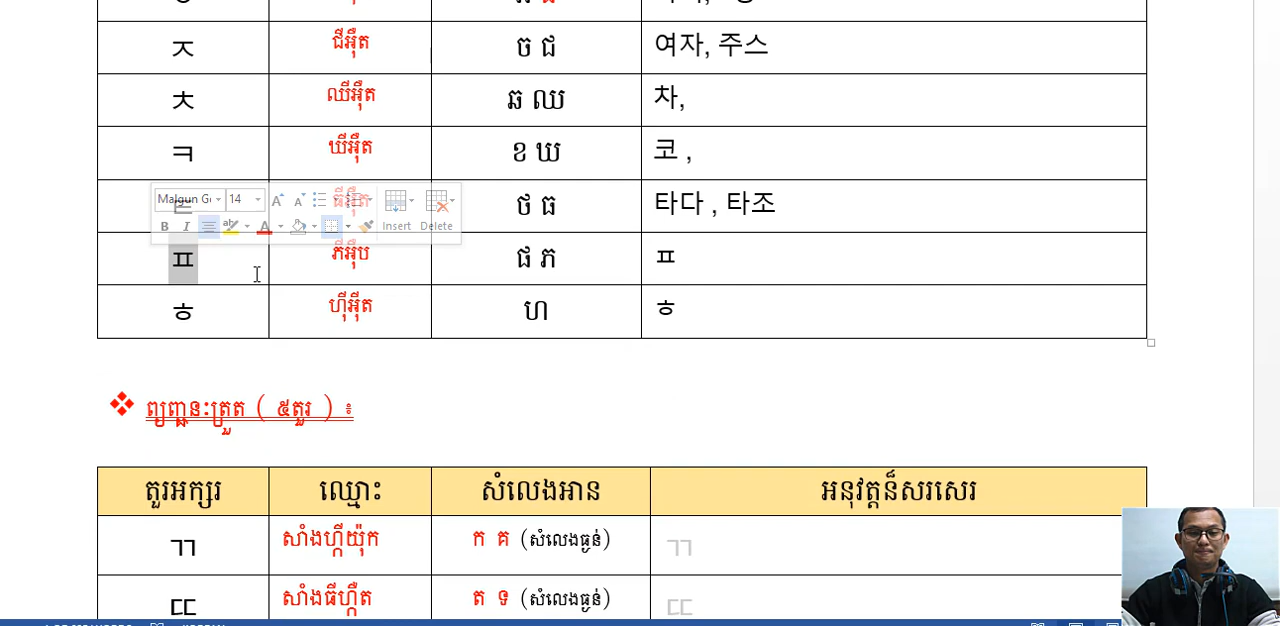 ㅈ ជីអ៊ឺត ច ជ 여자, 주스
ㅊ ឈីអ៊ឺត ឆ ឈ 차,
ㅋ ឃីអ៊ឺត ខ ឃ 코 ,
ថ ធ 타다 , 타조
Malgun G 14
B I A Insert Delete
ㅍ ភីអ៊ុប ផ ភ ㅍ
ㅎ ហ៊ីអ៊ីត ហ ㅎ
ព្យញ្ជនៈត្រួត ( ៥តួរ ) ៖
តួរអក្សរ ឈ្មោះ សំលេងអាន អនុវត្តន៍សរសេរ
ㄲ សាំងហ្គីយ៉ុក ក គ (សំលេងធ្ងន់) ㄲ
ㄸ សាំងធីហ្គឺត ត ទ (សំលេងធ្ងន់) ㄸ